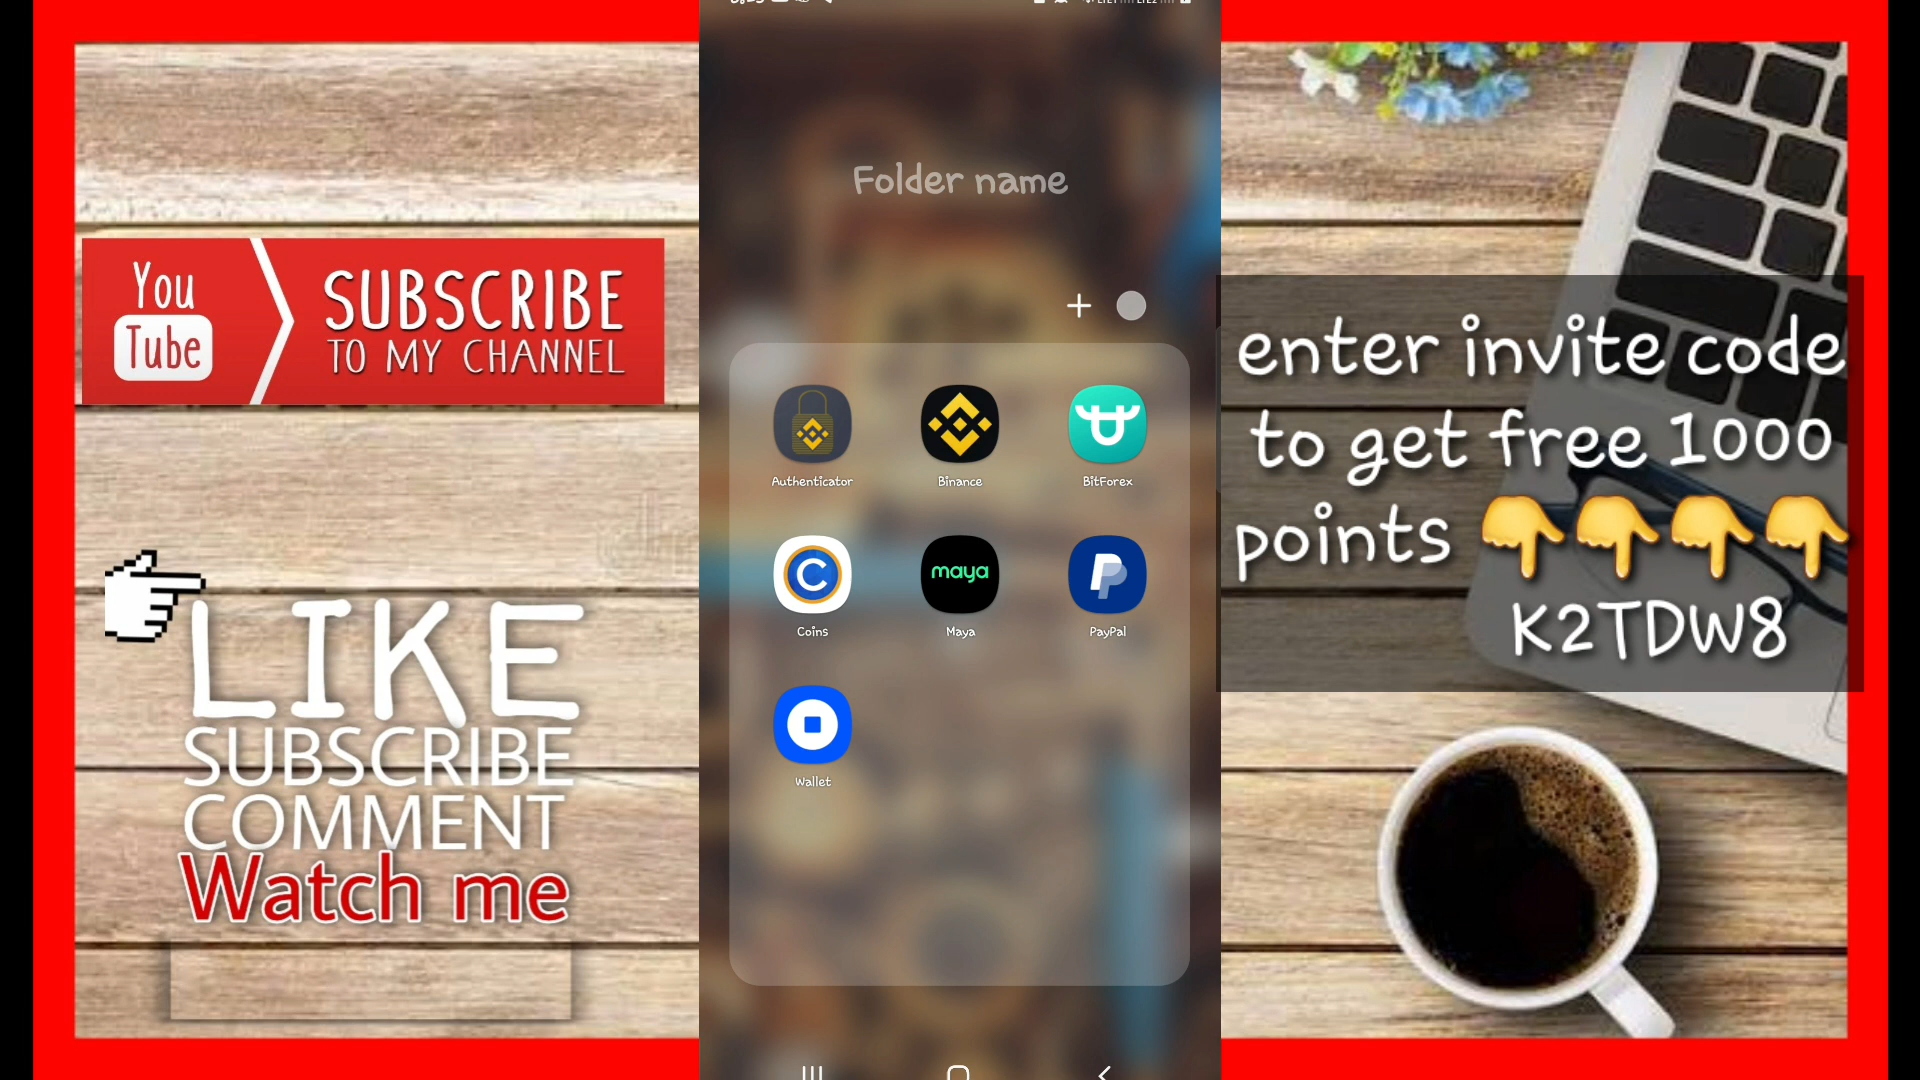 You
Tube
SUBSCRIBE
TO MY CHANNEL
LIKE
SUBSCRIBE
COMMENT
Watch me
Folder name
Authenticator
Binance
BitForex
maya
Coins
Maya
PayPal
Wallet
enter invite code
to get free 1000
points 👇👇👇👇
K2TDW8